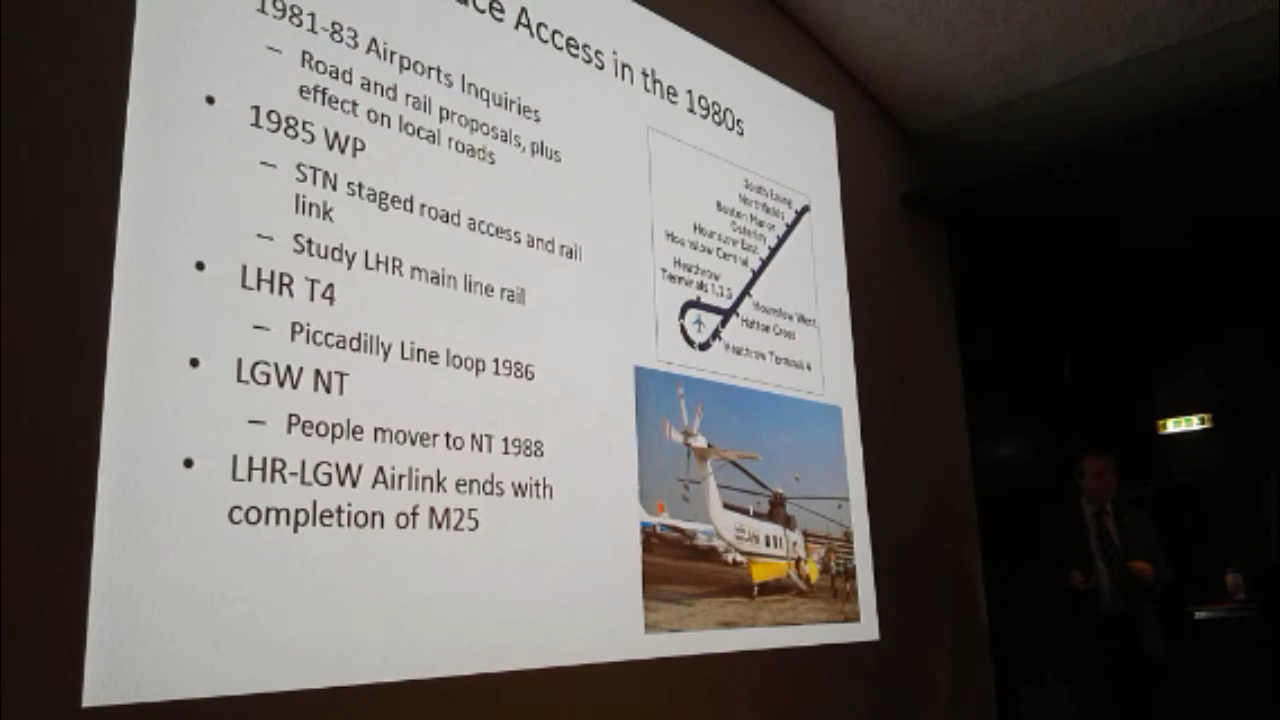 Access in the 1980s
1981-83 Airports Inquiries
– Road and rail proposals, plus
effect on local roads
• 1985 WP
– STN staged road access and rail
link
– Study LHR main line rail
• LHR T4
– Piccadilly Line loop 1986
• LGW NT
– People mover to NT 1988
• LHR-LGW Airlink ends with
completion of M25
South Ealing
Northfields
Boston Manor
Osterley
Hounslow East
Hounslow Central
Heathrow
Terminals 1,2,3
Hounslow West
Hatton Cross
Heathrow Terminal 4